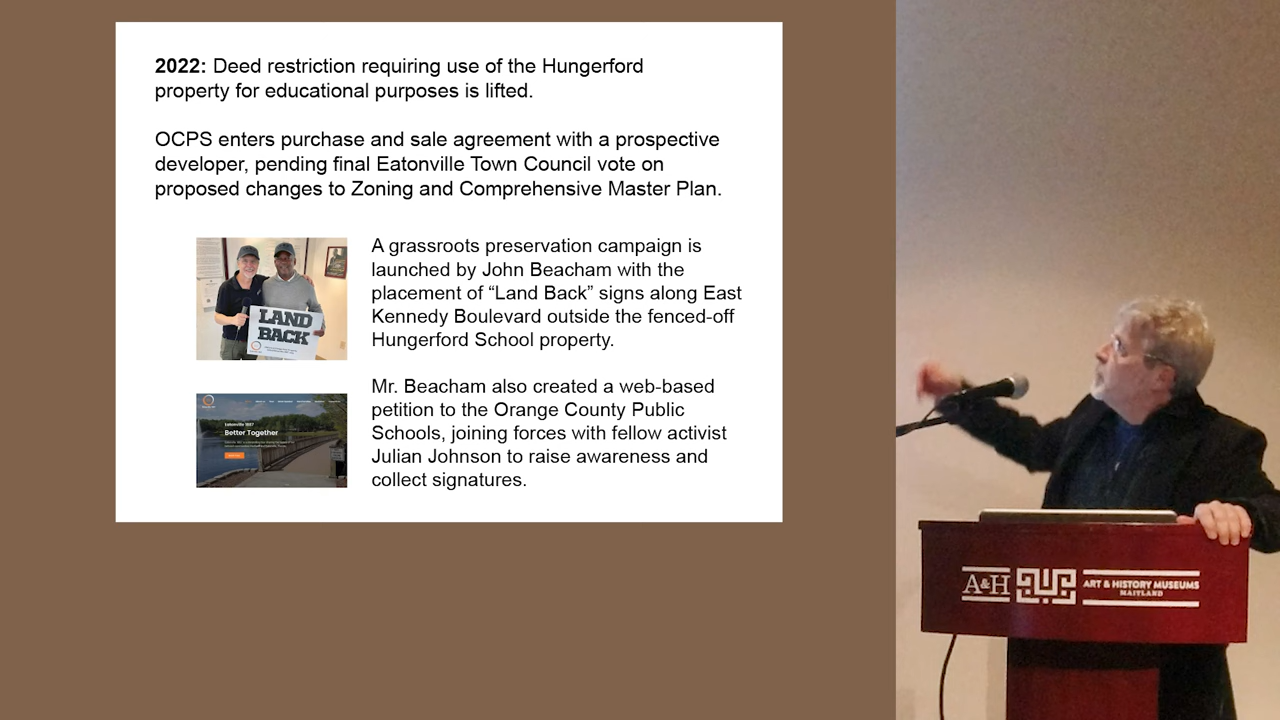 2022: Deed restriction requiring use of the Hungerford
property for educational purposes is lifted.
OCPS enters purchase and sale agreement with a prospective
developer, pending final Eatonville Town Council vote on
proposed changes to Zoning and Comprehensive Master Plan.
A grassroots preservation campaign is
launched by John Beacham with the
placement of “Land Back” signs along East
Kennedy Boulevard outside the fenced-off
Hungerford School property.
LAND
BACK
Mr. Beacham also created a web-based
petition to the Orange County Public
Schools, joining forces with fellow activist
Julian Johnson to raise awareness and
collect signatures.
Eatonville 1887
Better Together
A&H
ART & HISTORY MUSEUMS
MAITLAND